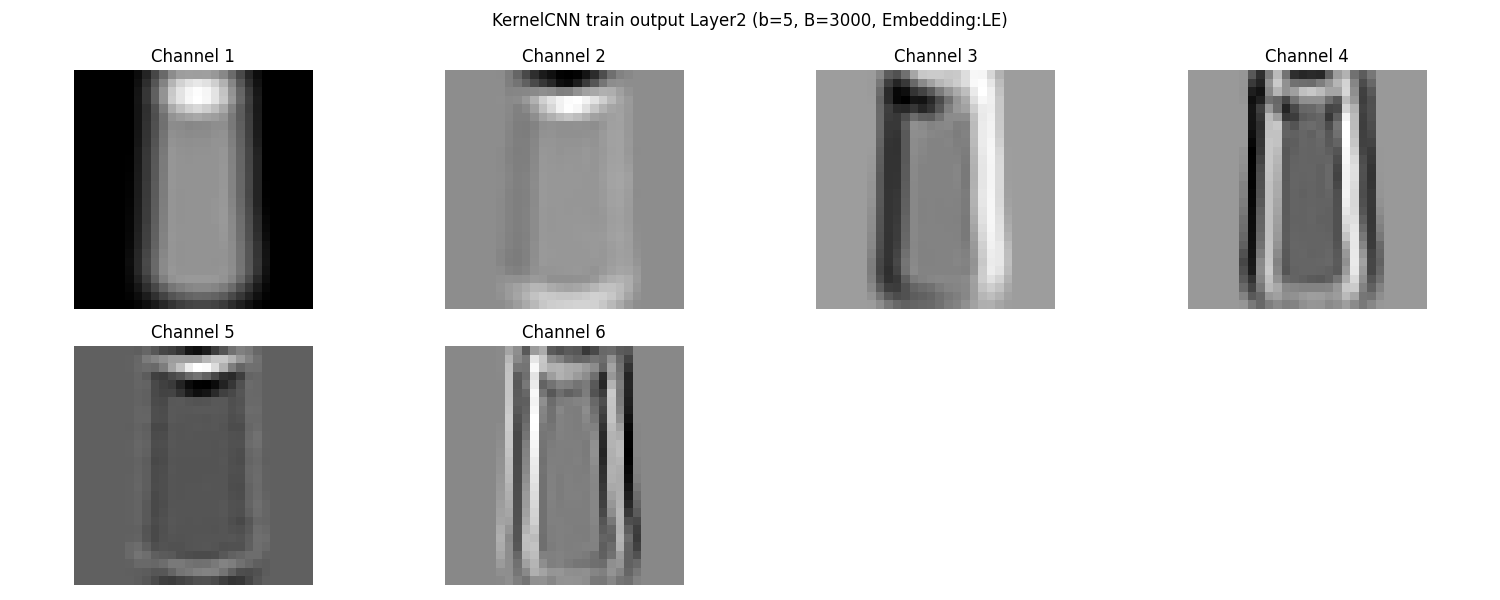 KernelCNN train output Layer2 (b=5, B=3000, Embedding:LE)
Channel 1
Channel 2
Channel 3
Channel 4
Channel 5
Channel 6